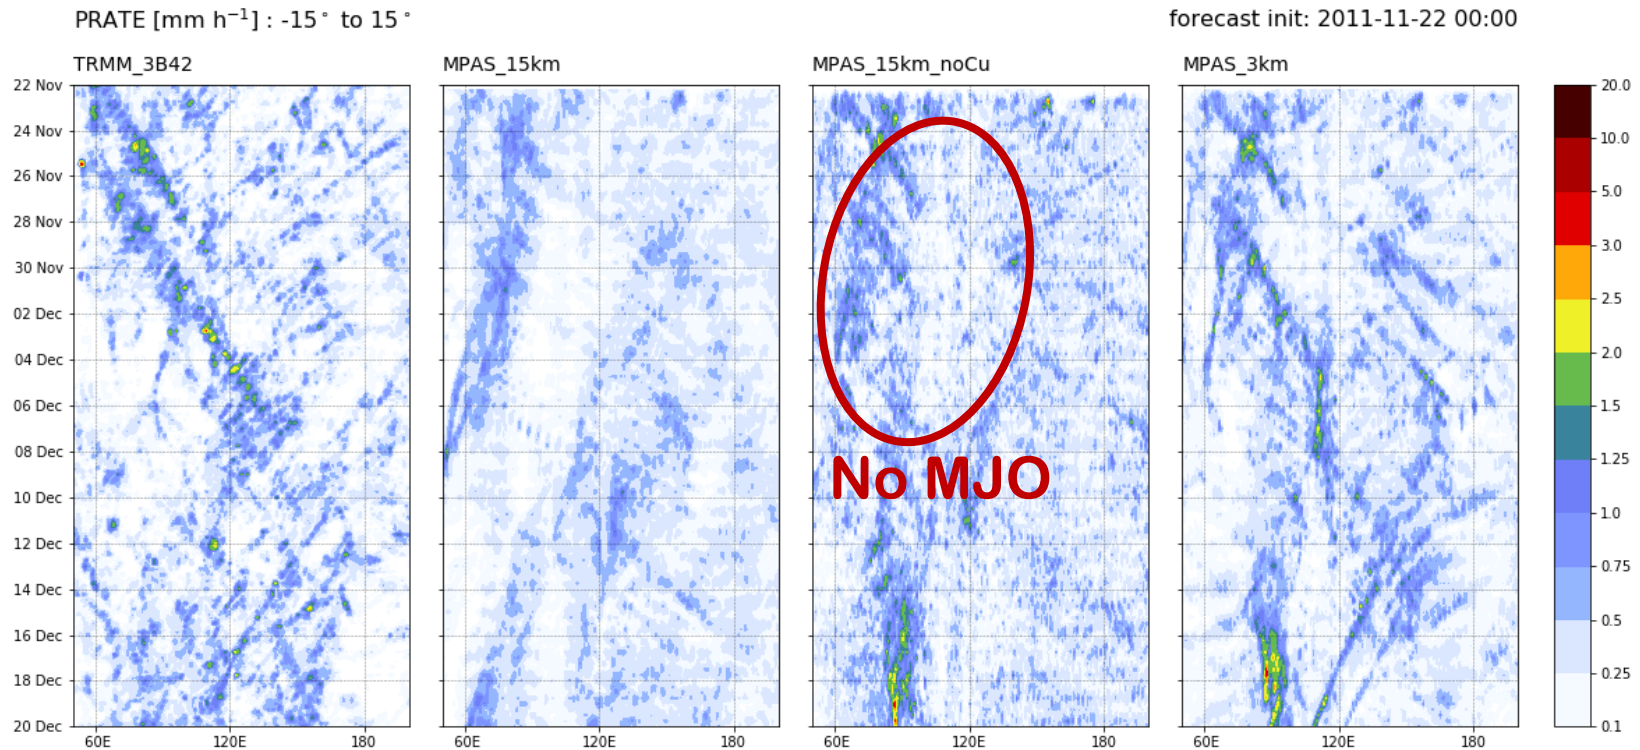 PRATE [mm h⁻¹] : -15° to 15°
forecast init: 2011-11-22 00:00
TRMM_3B42
MPAS_15km
MPAS_15km_noCu
MPAS_3km
22 Nov
24 Nov
26 Nov
28 Nov
30 Nov
02 Dec
04 Dec
06 Dec
08 Dec
10 Dec
12 Dec
14 Dec
16 Dec
18 Dec
20 Dec
No MJO
60E 120E 180
60E 120E 180
60E 120E 180
60E 120E 180
20.0
10.0
5.0
3.0
2.5
2.0
1.5
1.25
1.0
0.75
0.5
0.25
0.1